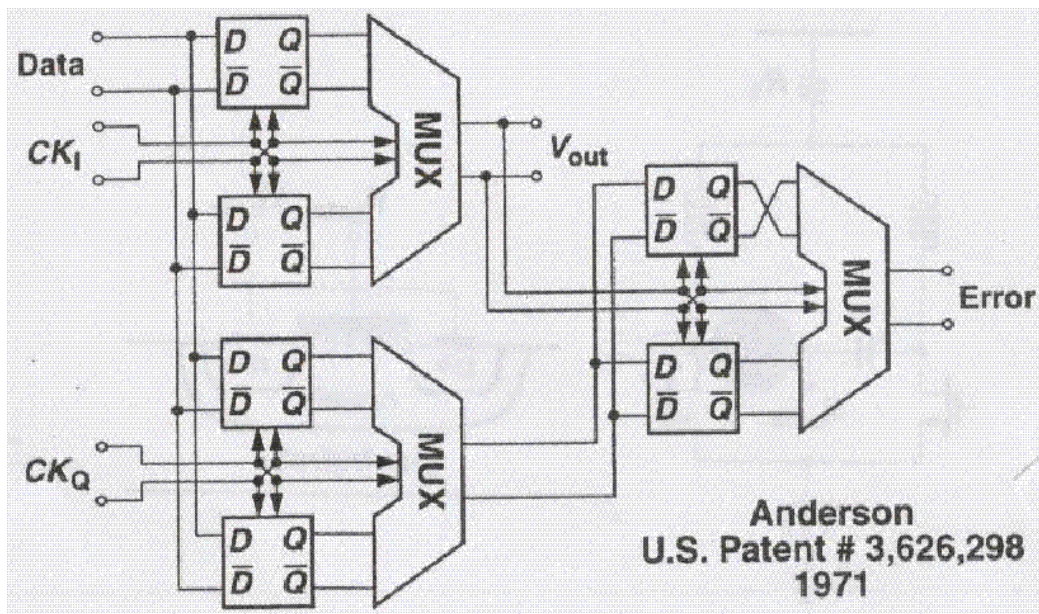 Data
D Q
D̅ Q̅
CK_I
D Q
D̅ Q̅
MUX
V_out
D Q
D̅ Q̅
CK_Q
D Q
D̅ Q̅
MUX
D Q
D̅ Q̅
D Q
D̅ Q̅
MUX
Error
Anderson
U.S. Patent # 3,626,298
1971